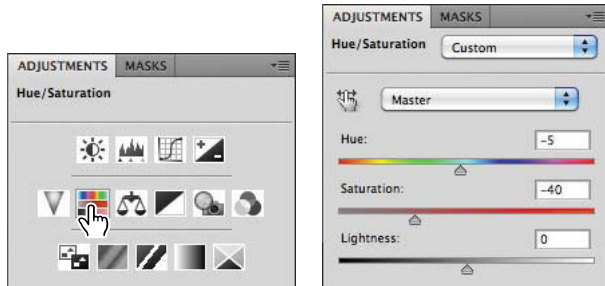 ADJUSTMENTS MASKS
Hue/Saturation
ADJUSTMENTS MASKS
Hue/Saturation Custom
Master
Hue: -5
Saturation: -40
Lightness: 0